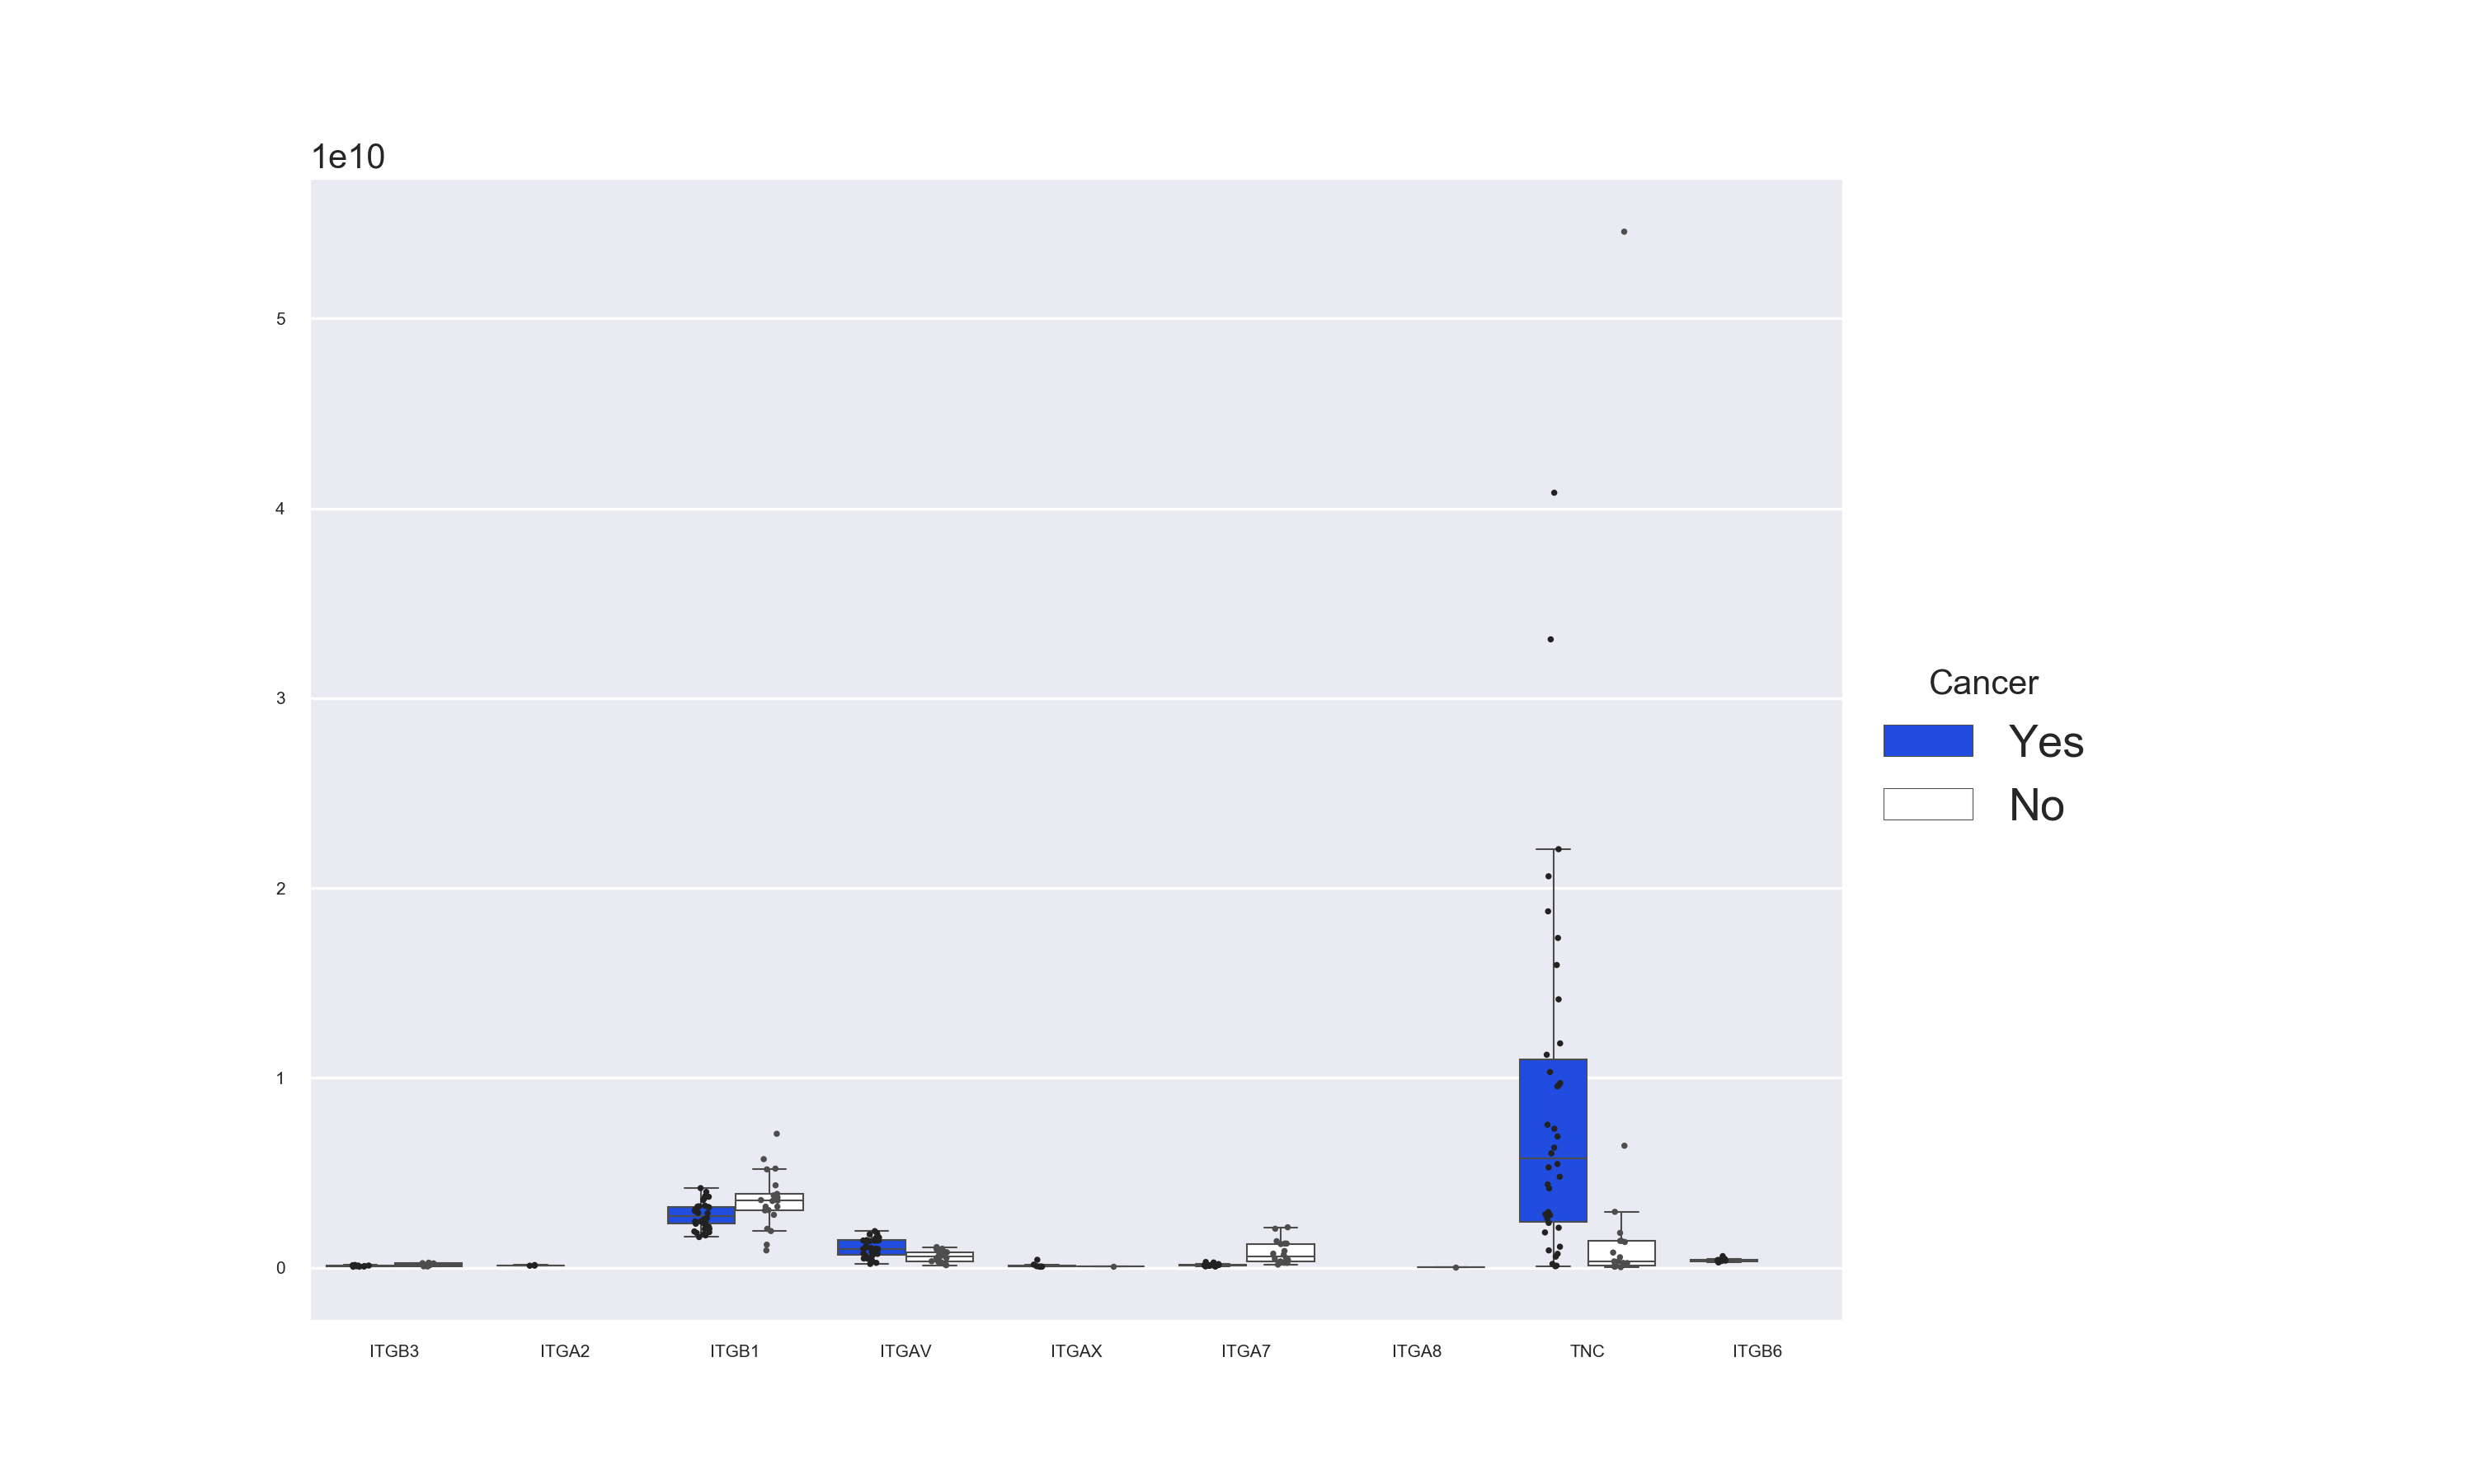 1e10
5
4
3
2
1
0
ITGB3 ITGA2 ITGB1 ITGAV ITGAX ITGA7 ITGA8 TNC ITGB6
Cancer
Yes
No